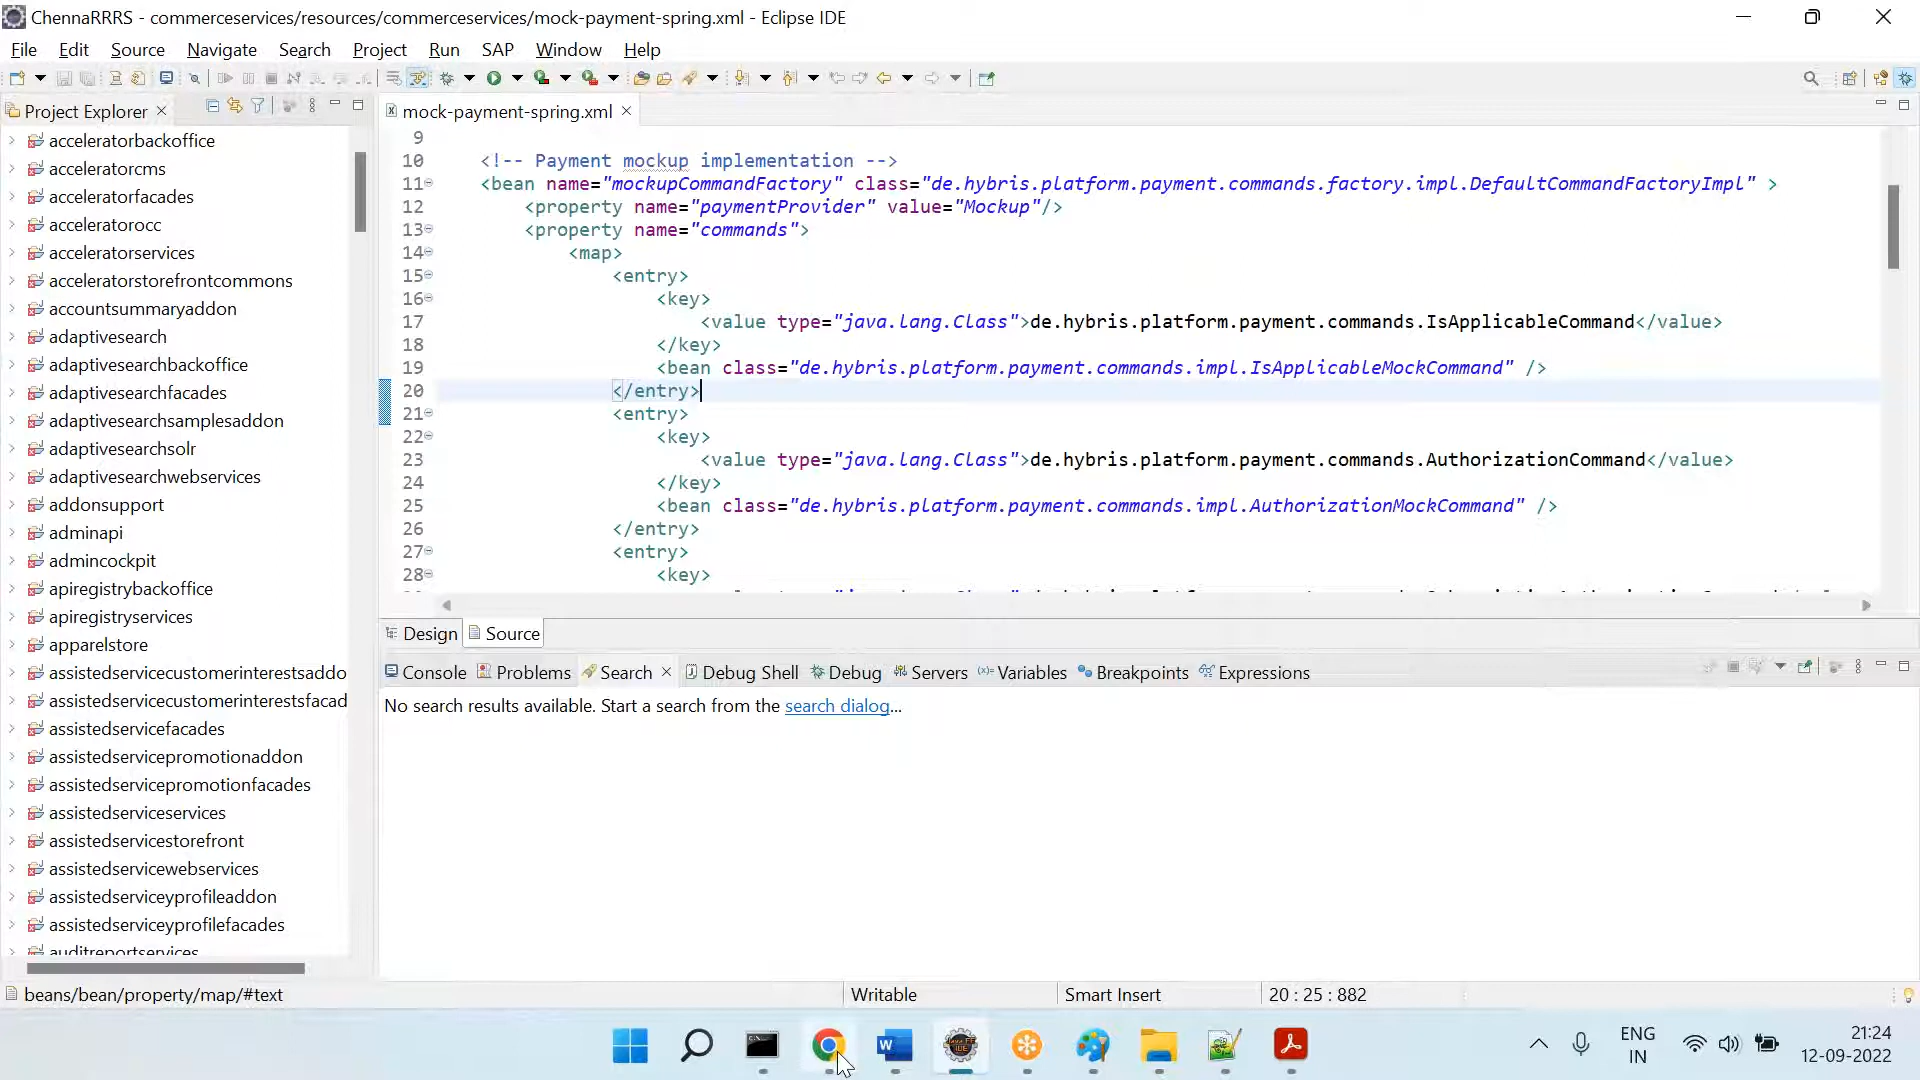 ChennaRRRS - commerceservices/resources/commerceservices/mock-payment-spring.xml - Eclipse IDE
File Edit Source Navigate Search Project Run SAP Window Help
Project Explorer
acceleratorbackoffice
acceleratorcms
acceleratorfacades
acceleratorocc
acceleratorservices
acceleratorstorefrontcommons
accountsummaryaddon
adaptivesearch
adaptivesearchbackoffice
adaptivesearchfacades
adaptivesearchsamplesaddon
adaptivesearchsolr
adaptivesearchwebservices
addonsupport
adminapi
admincockpit
apiregistrybackoffice
apiregistryservices
apparelstore
assistedservicecustomerinterestsaddo
assistedservicecustomerinterestsfacad
assistedservicefacades
assistedservicepromotionaddon
assistedservicepromotionfacades
assistedserviceservices
assistedservicestorefront
assistedservicewebservices
assistedserviceyprofileaddon
assistedserviceyprofilefacades
auditreportservices
mock-payment-spring.xml
9
10 <!-- Payment mockup implementation -->
11 <bean name="mockupCommandFactory" class="de.hybris.platform.payment.commands.factory.impl.DefaultCommandFactoryImpl" >
12 <property name="paymentProvider" value="Mockup"/>
13 <property name="commands">
14 <map>
15 <entry>
16 <key>
17 <value type="java.lang.Class">de.hybris.platform.payment.commands.IsApplicableCommand</value>
18 </key>
19 <bean class="de.hybris.platform.payment.commands.impl.IsApplicableMockCommand" />
20 </entry>
21 <entry>
22 <key>
23 <value type="java.lang.Class">de.hybris.platform.payment.commands.AuthorizationCommand</value>
24 </key>
25 <bean class="de.hybris.platform.payment.commands.impl.AuthorizationMockCommand" />
26 </entry>
27 <entry>
28 <key>
Design Source
Console Problems Search Debug Shell Debug Servers Variables Breakpoints Expressions
No search results available. Start a search from the search dialog...
beans/bean/property/map/#text Writable Smart Insert 20 : 25 : 882
ENG
IN
21:24
12-09-2022